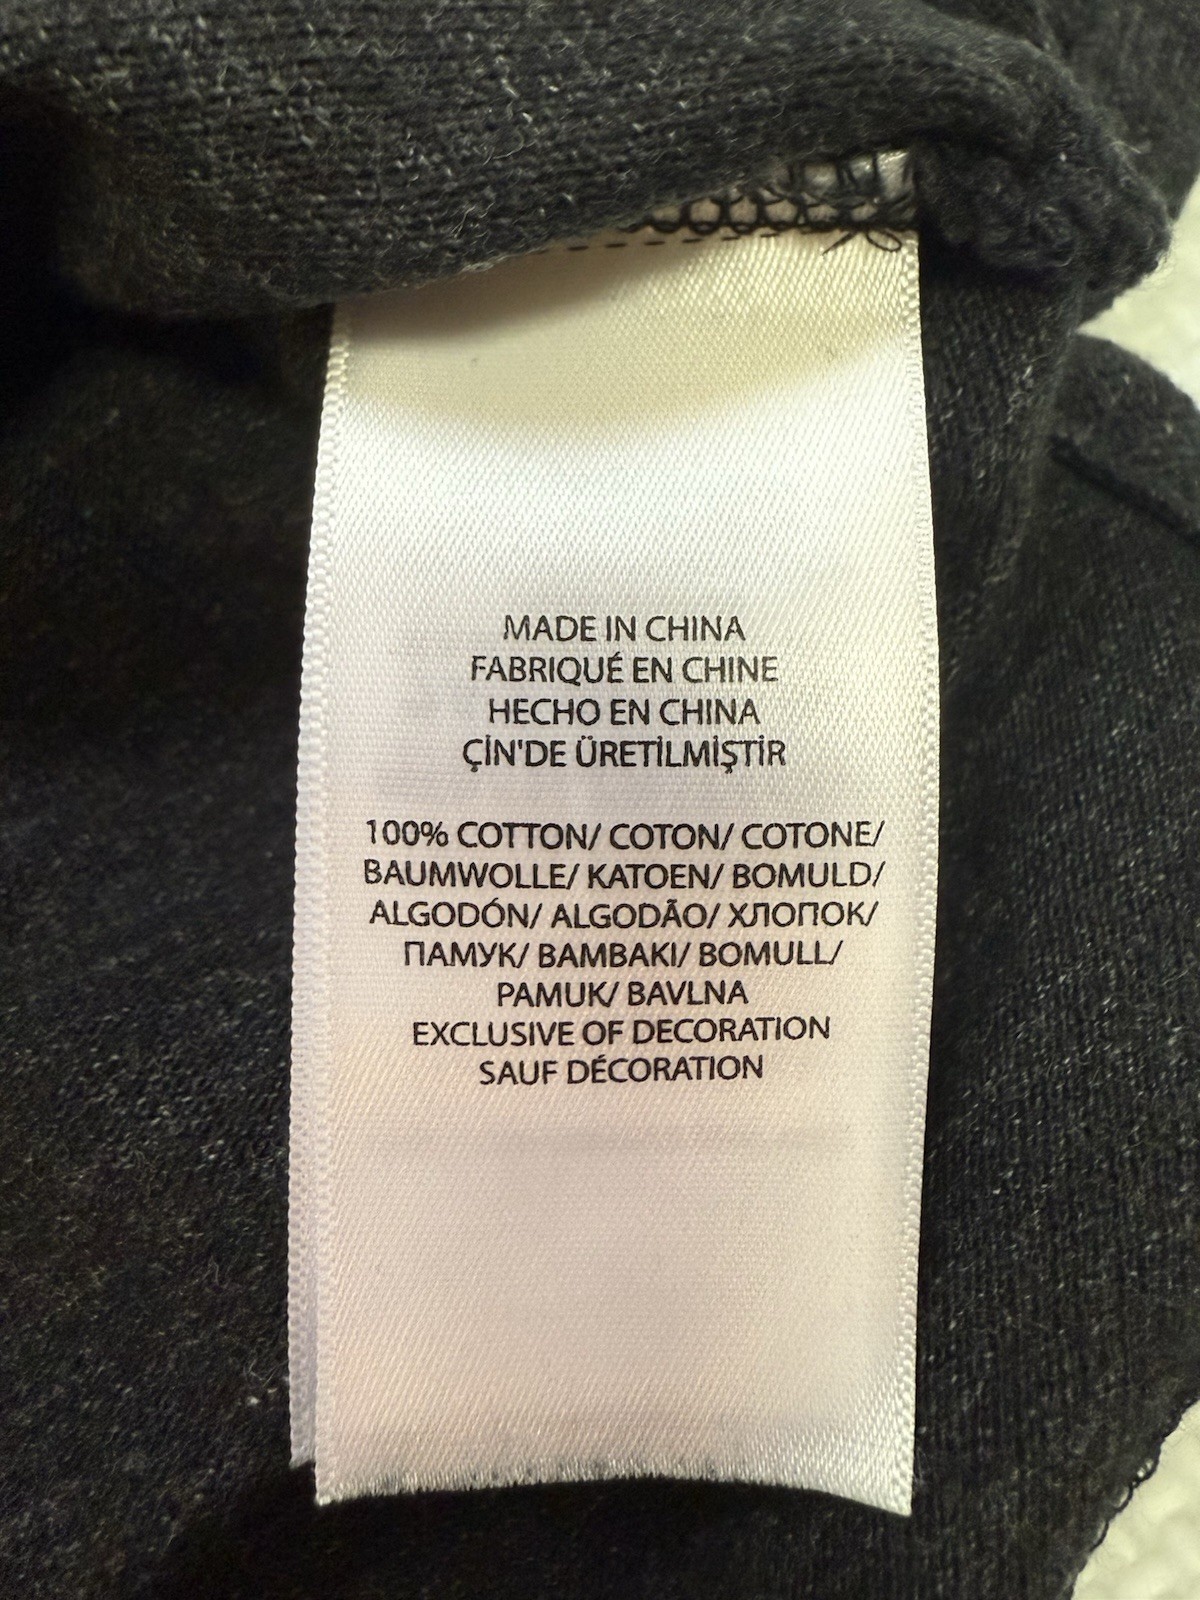 MADE IN CHINA
FABRIQUÉ EN CHINE
HECHO EN CHINA
ÇİN'DE ÜRETİLMİŞTİR
100% COTTON/ COTON/ COTONE/
BAUMWOLLE/ KATOEN/ BOMULD/
ALGODÓN/ ALGODÃO/ ХЛОПОК/
ПАМУК/ BAMBAKI/ BOMULL/
PAMUK/ BAVLNA
EXCLUSIVE OF DECORATION
SAUF DÉCORATION